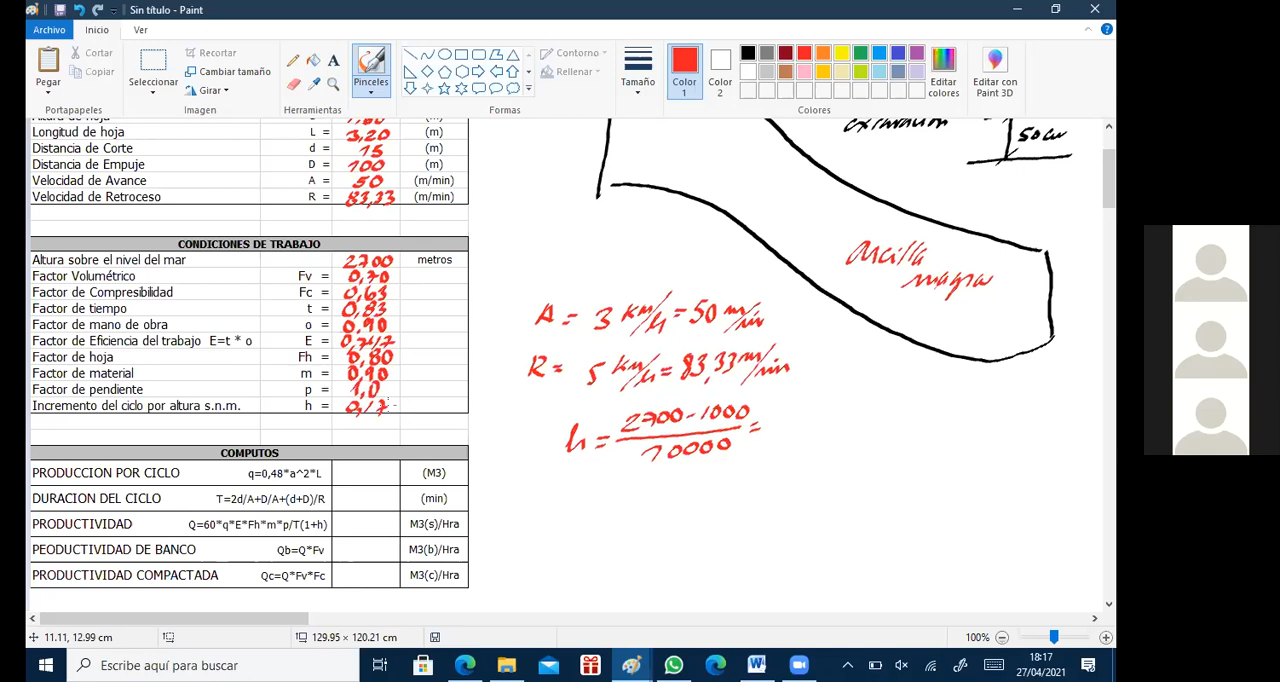 Sin título - Paint
Archivo Inicio Ver
Pegar
Cortar
Copiar
Portapapeles
Seleccionar
Recortar
Cambiar tamaño
Girar
Imagen
Herramientas
Pinceles
Formas
Contorno
Rellenar
Tamaño
Color 1
Color 2
Editar colores
Colores
Editar con Paint 3D
Longitud de hoja L = 3,20 (m)
Distancia de Corte d = 15 (m)
Distancia de Empuje D = 100 (m)
Velocidad de Avance A = 50 (m/min)
Velocidad de Retroceso R = 83,33 (m/min)
CONDICIONES DE TRABAJO
Altura sobre el nivel del mar 2700 metros
Factor Volumétrico Fv = 0,70
Factor de Compresibilidad Fc = 0,63
Factor de tiempo t = 0,83
Factor de mano de obra o = 0,90
Factor de Eficiencia del trabajo E=t * o E = 0,747
Factor de hoja Fh = 0,80
Factor de material m = 0,90
Factor de pendiente p = 1,0
Incremento del ciclo por altura s.n.m. h = 0,17
COMPUTOS
PRODUCCION POR CICLO q=0,48*a^2*L (M3)
DURACION DEL CICLO T=2d/A+D/A+(d+D)/R (min)
PRODUCTIVIDAD Q=60*q*E*Fh*m*p/T(1+h) M3(s)/Hra
PEODUCTIVIDAD DE BANCO Qb=Q*Fv M3(b)/Hra
PRODUCTIVIDAD COMPACTADA Qc=Q*Fv*Fc M3(c)/Hra
excavación
50cm
Arcilla
magra
A = 3 Km/H = 50 m/min
R = 5 Km/H = 83,33 m/min
h = 2700-1000 / 10000 =
11.11, 12.99 cm
129.95 × 120.21 cm
100%
Escribe aquí para buscar
18:17
27/04/2021